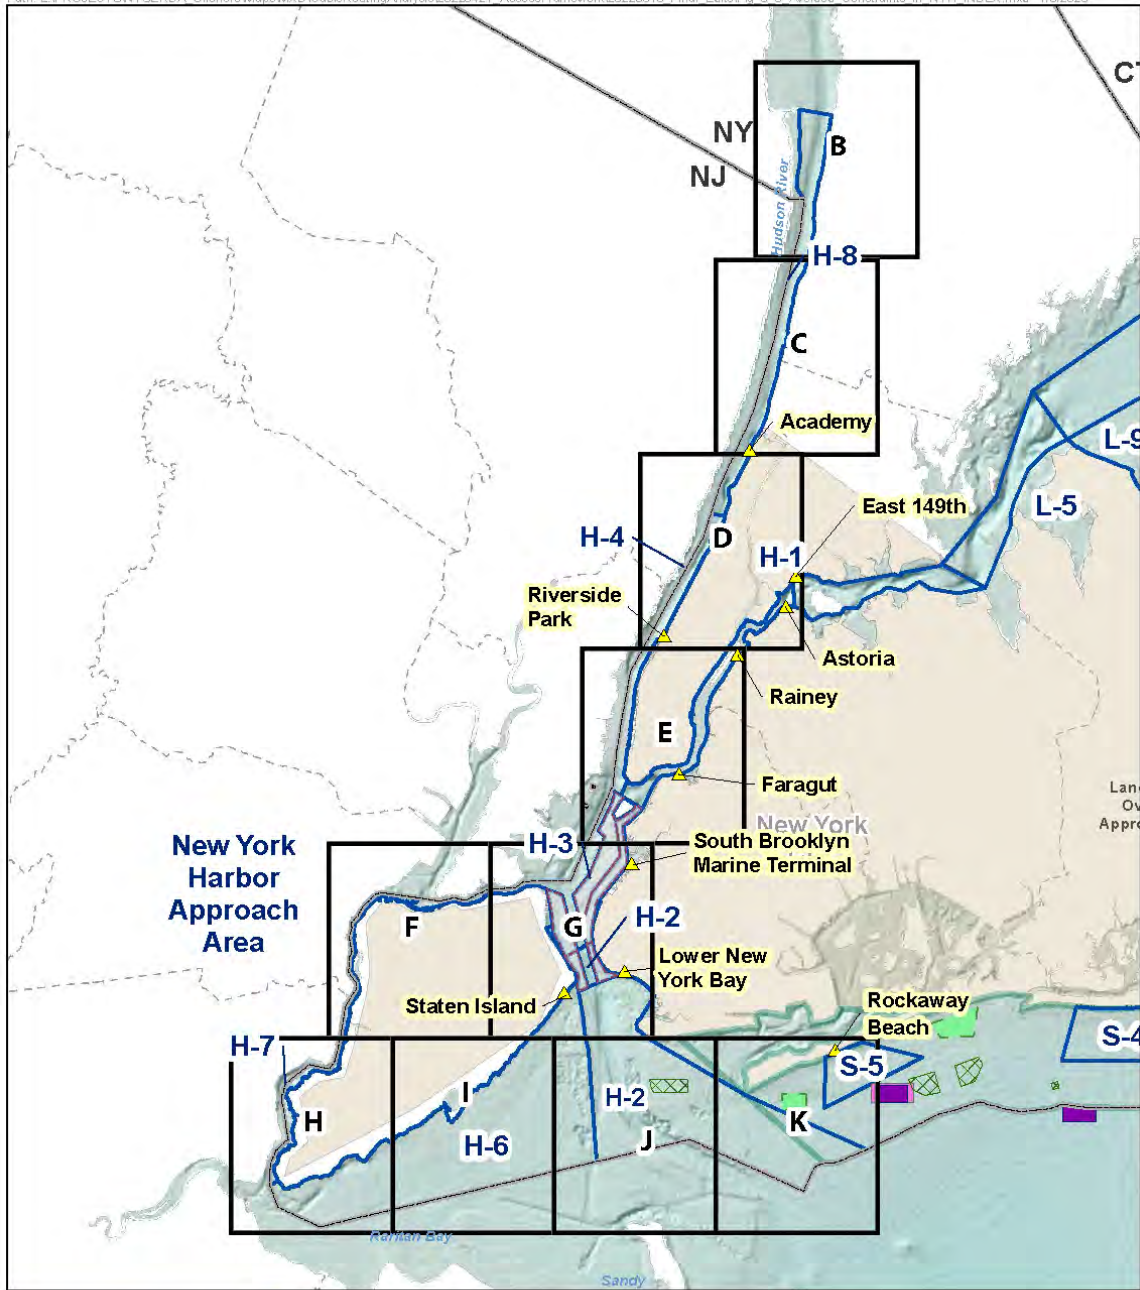 CT
NY
B
NJ
Hudson River
H-8
C
Academy
L-9
East 149th
L-5
D
H-4
H-1
Riverside
Park
Astoria
Rainey
E
Faragut
New York
South Brooklyn
Marine Terminal
H-3
New York
Harbor
Approach
Area
F
G
H-2
Lower New
York Bay
Staten Island
Rockaway
Beach
H-7
S-4
S-5
I
H-2
H
K
J
H-6
Raritan Bay
Sandy